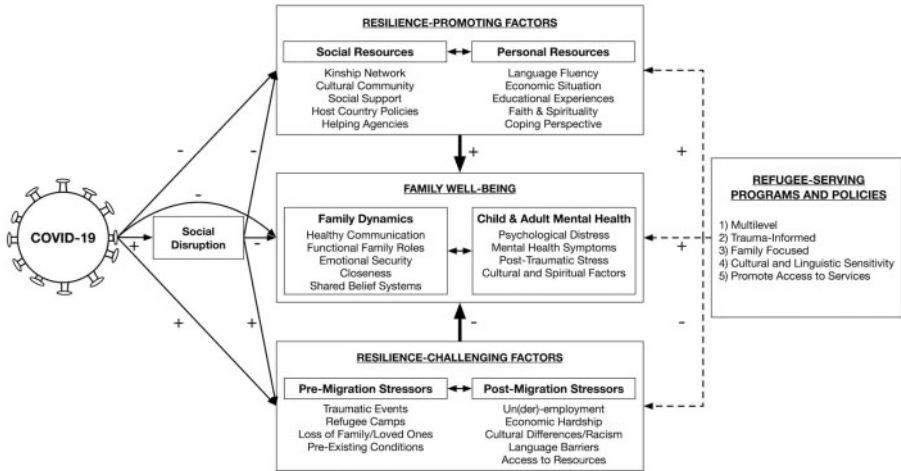 RESILIENCE-PROMOTING FACTORS
Social Resources
Kinship Network
Cultural Community
Social Support
Host Country Policies
Helping Agencies
Personal Resources
Language Fluency
Economic Situation
Educational Experiences
Faith & Spirituality
Coping Perspective
-
-
+
+
COVID-19
-
+
Social
Disruption
-
FAMILY WELL-BEING
Family Dynamics
Healthy Communication
Functional Family Roles
Emotional Security
Closeness
Shared Belief Systems
Child & Adult Mental Health
Psychological Distress
Mental Health Symptoms
Post-Traumatic Stress
Cultural and Spiritual Factors
+
REFUGEE-SERVING
PROGRAMS AND POLICIES
1) Multilevel
2) Trauma-Informed
3) Family Focused
4) Cultural and Linguistic Sensitivity
5) Promote Access to Services
+
+
-
-
RESILIENCE-CHALLENGING FACTORS
Pre-Migration Stressors
Traumatic Events
Refugee Camps
Loss of Family/Loved Ones
Pre-Existing Conditions
Post-Migration Stressors
Un(der)-employment
Economic Hardship
Cultural Differences/Racism
Language Barriers
Access to Resources